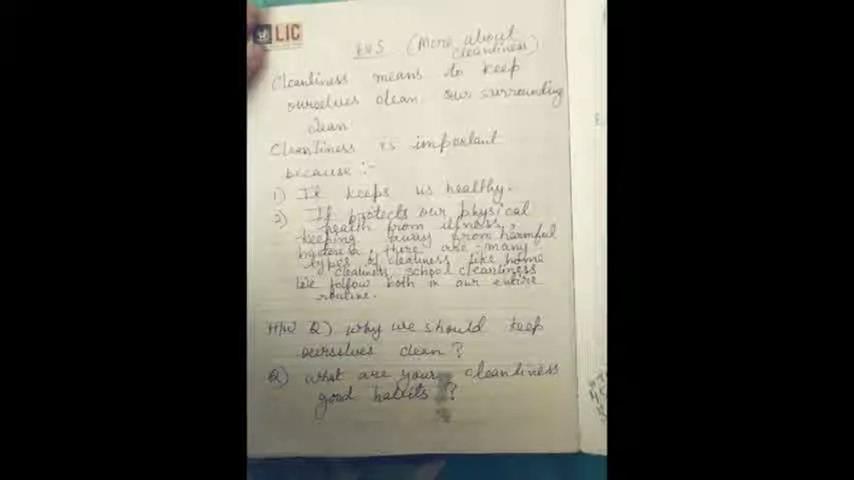 LIC
EVS (More about
cleanliness)
Cleanliness means to keep
ourselves clean our surrounding
clean
Cleanliness is important
because :-
1) It keeps us healthy.
2) It protects our physical
health from illness,
keeping away from harmful
bacteria, there are many
types of clealiness like home
clealiness, school cleanliness
We follow both in our entire
routine.
H/W Q) why we should keep
ourselves clean ?
Q) what are your cleanliness
good habits ?